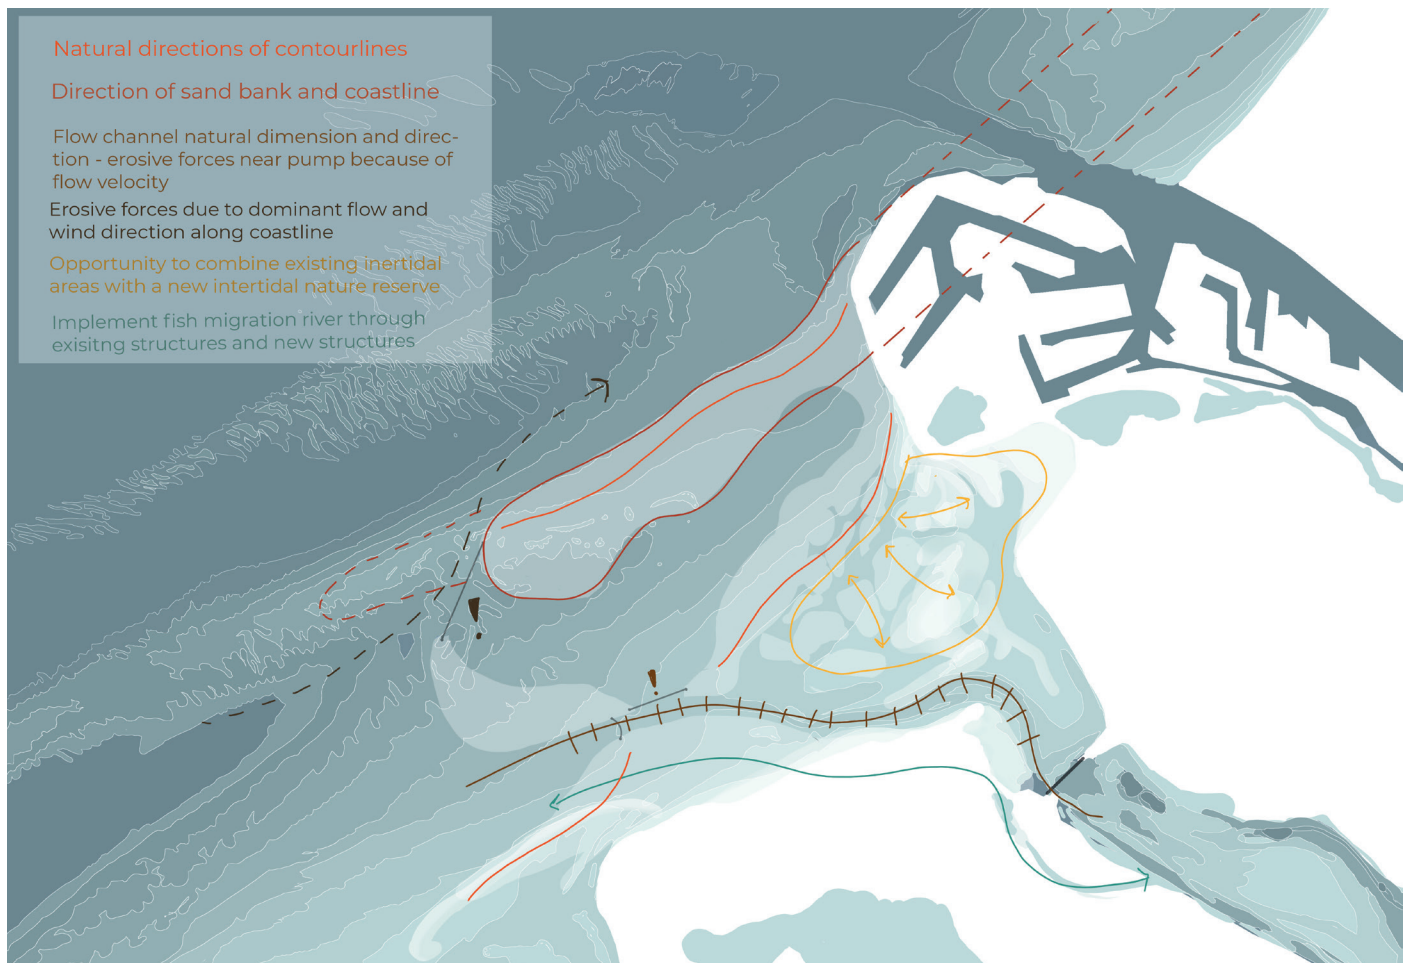 Natural directions of contourlines
Direction of sand bank and coastline
Flow channel natural dimension and direc-
tion - erosive forces near pump because of
flow velocity
Erosive forces due to dominant flow and
wind direction along coastline
Opportunity to combine existing inertidal
areas with a new intertidal nature reserve
Implement fish migration river through
exisitng structures and new structures
!
!